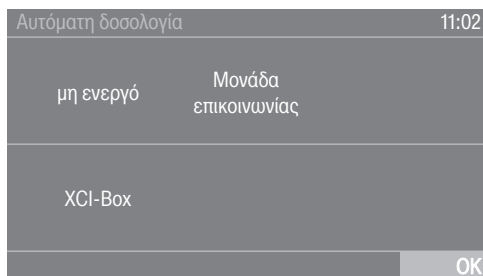 Αυτόματη δοσολογία 11:02
μη ενεργό
Μονάδα
επικοινωνίας
XCI-Box
OK